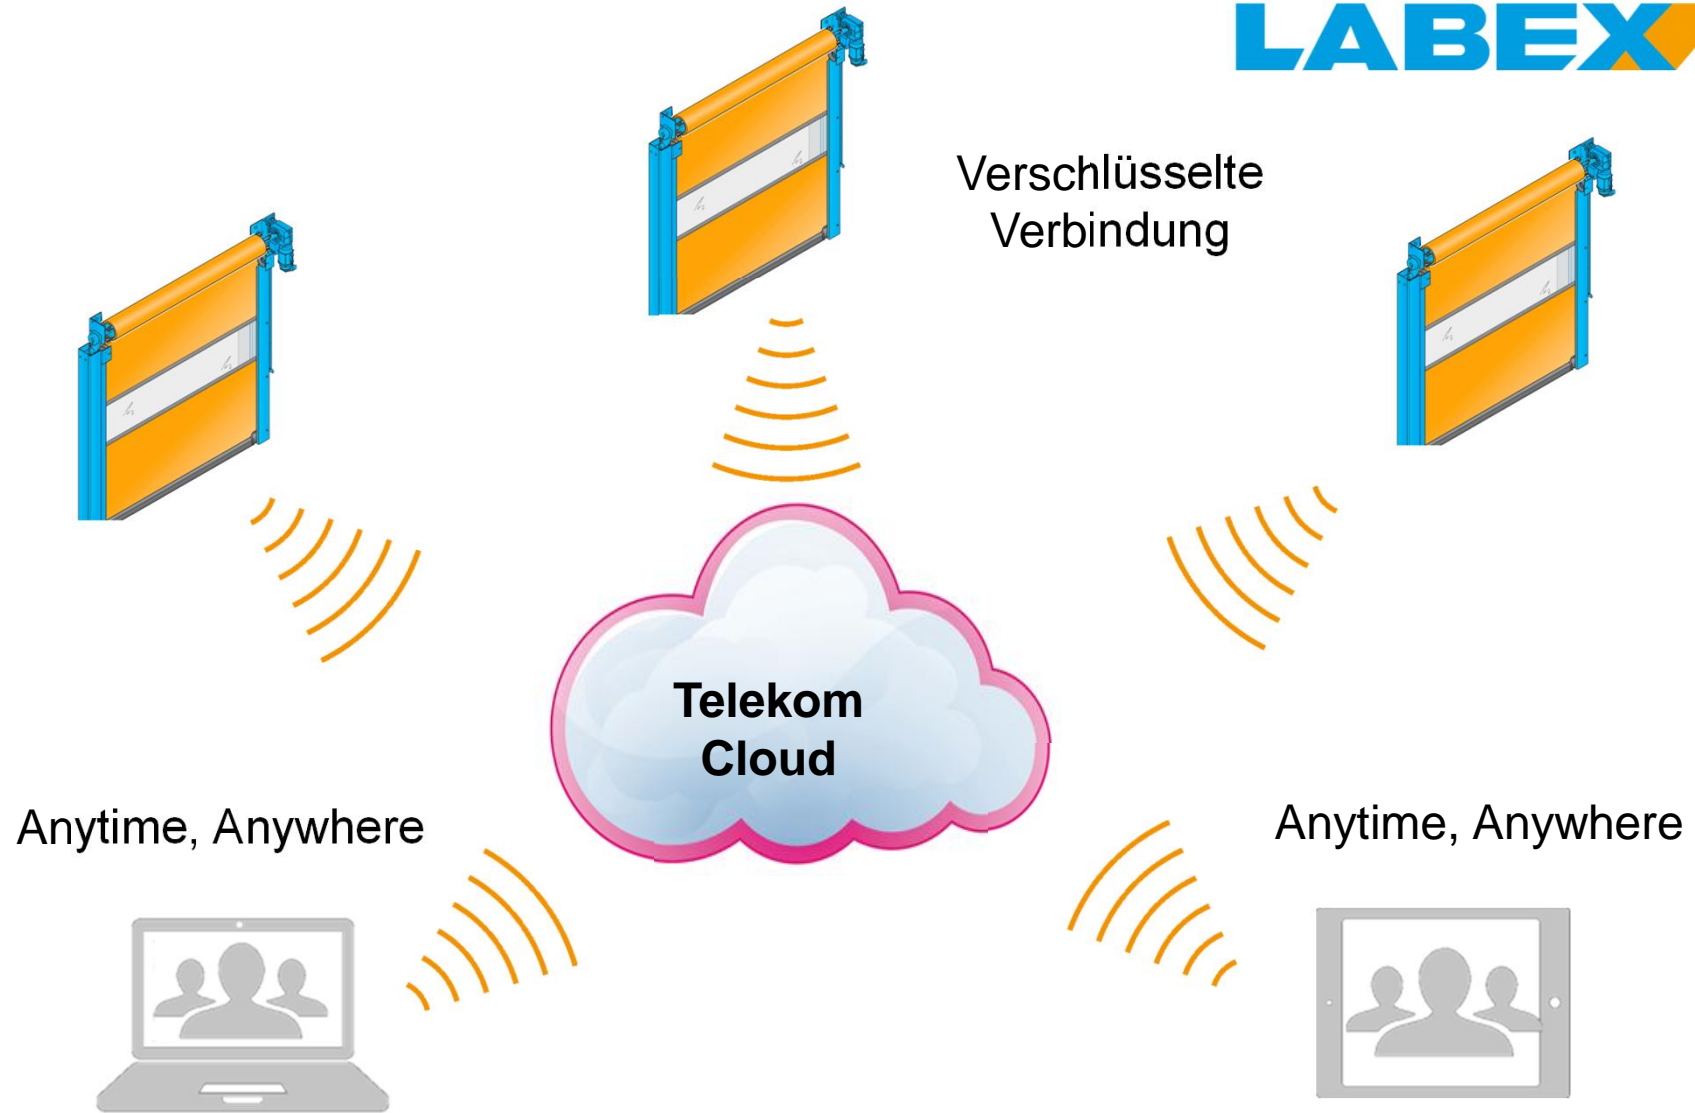 LABEX
Verschlüsselte
Verbindung
Telekom
Cloud
Anytime, Anywhere
Anytime, Anywhere